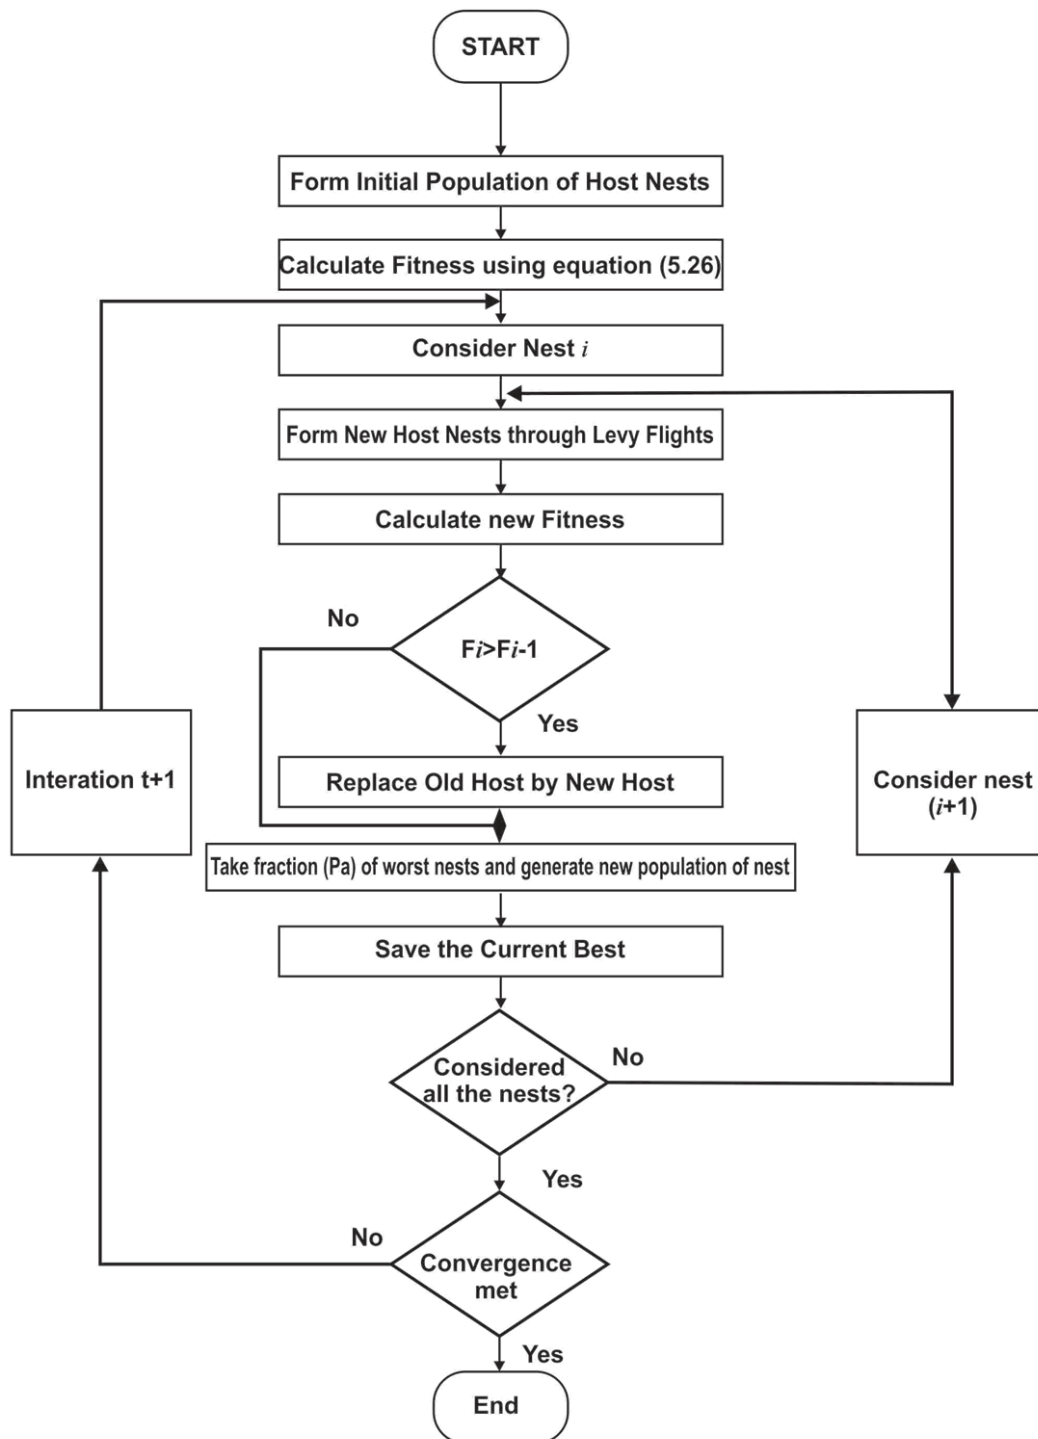 START
Form Initial Population of Host Nests
Calculate Fitness using equation (5.26)
Consider Nest i
Form New Host Nests through Levy Flights
Calculate new Fitness
No
Fi>Fi-1
Yes
Interation t+1
Replace Old Host by New Host
Consider nest
(i+1)
Take fraction (Pa) of worst nests and generate new population of nest
Save the Current Best
No
Considered
all the nests?
Yes
No
Convergence
met
Yes
End